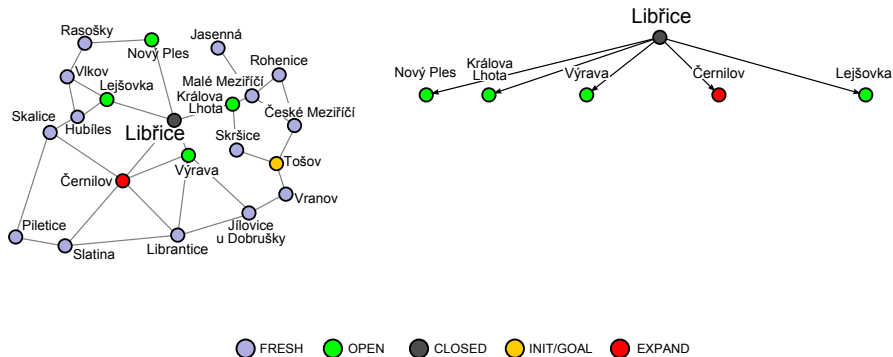 Rasošky
Nový Ples
Jasenná
Rohenice
Vlkov
Lejšovka
Malé Meziříčí
Králova
Lhota
České Meziříčí
Skalice
Hubíles
Libřice
Skršice
Tošov
Výrava
Černilov
Vranov
Piletice
Slatina
Librantice
Jílovice
u Dobrušky
Libřice
Nový Ples
Králova
Lhota
Výrava
Černilov
Lejšovka
FRESH
OPEN
CLOSED
INIT/GOAL
EXPAND